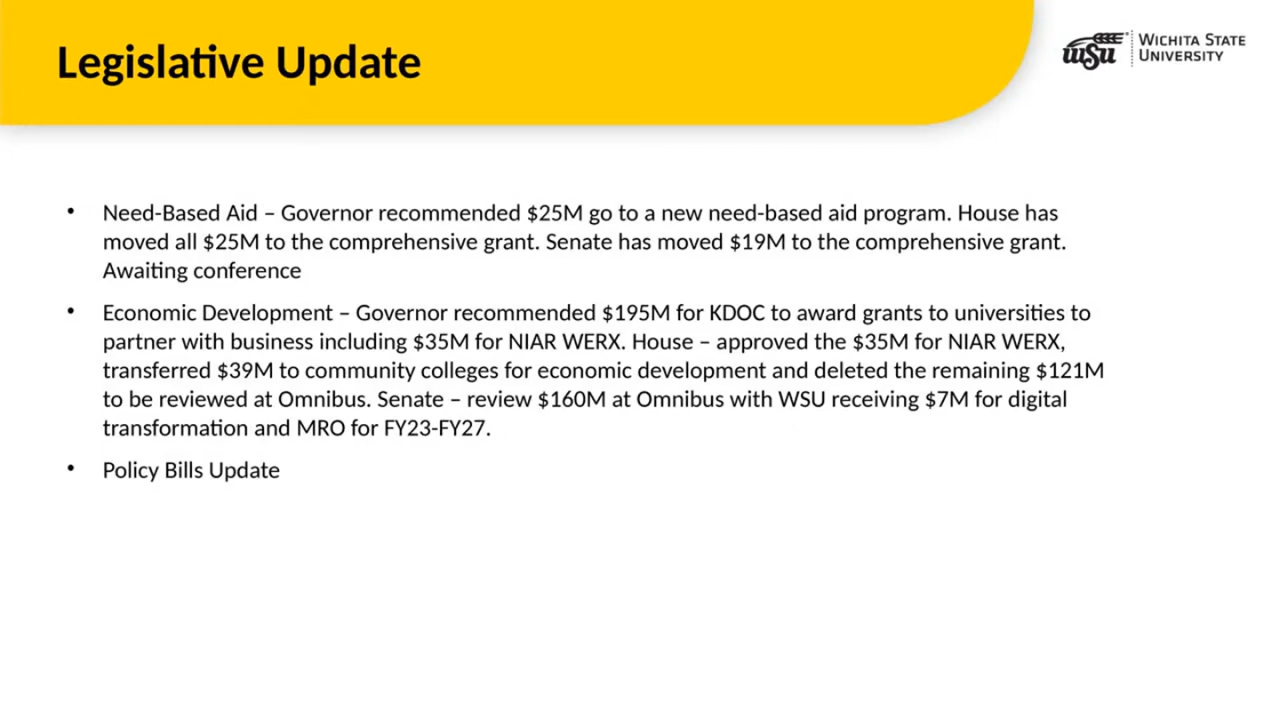 Legislative Update
WSU
WICHITA STATE
UNIVERSITY
• Need-Based Aid – Governor recommended $25M go to a new need-based aid program. House has
moved all $25M to the comprehensive grant. Senate has moved $19M to the comprehensive grant.
Awaiting conference
• Economic Development – Governor recommended $195M for KDOC to award grants to universities to
partner with business including $35M for NIAR WERX. House – approved the $35M for NIAR WERX,
transferred $39M to community colleges for economic development and deleted the remaining $121M
to be reviewed at Omnibus. Senate – review $160M at Omnibus with WSU receiving $7M for digital
transformation and MRO for FY23-FY27.
• Policy Bills Update